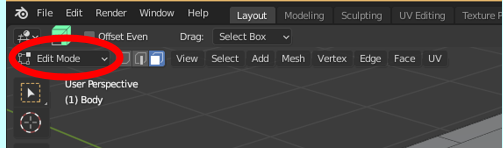 File Edit Render Window Help Layout Modeling Sculpting UV Editing Texture P
Offset Even Drag: Select Box
Edit Mode View Select Add Mesh Vertex Edge Face UV
User Perspective
(1) Body